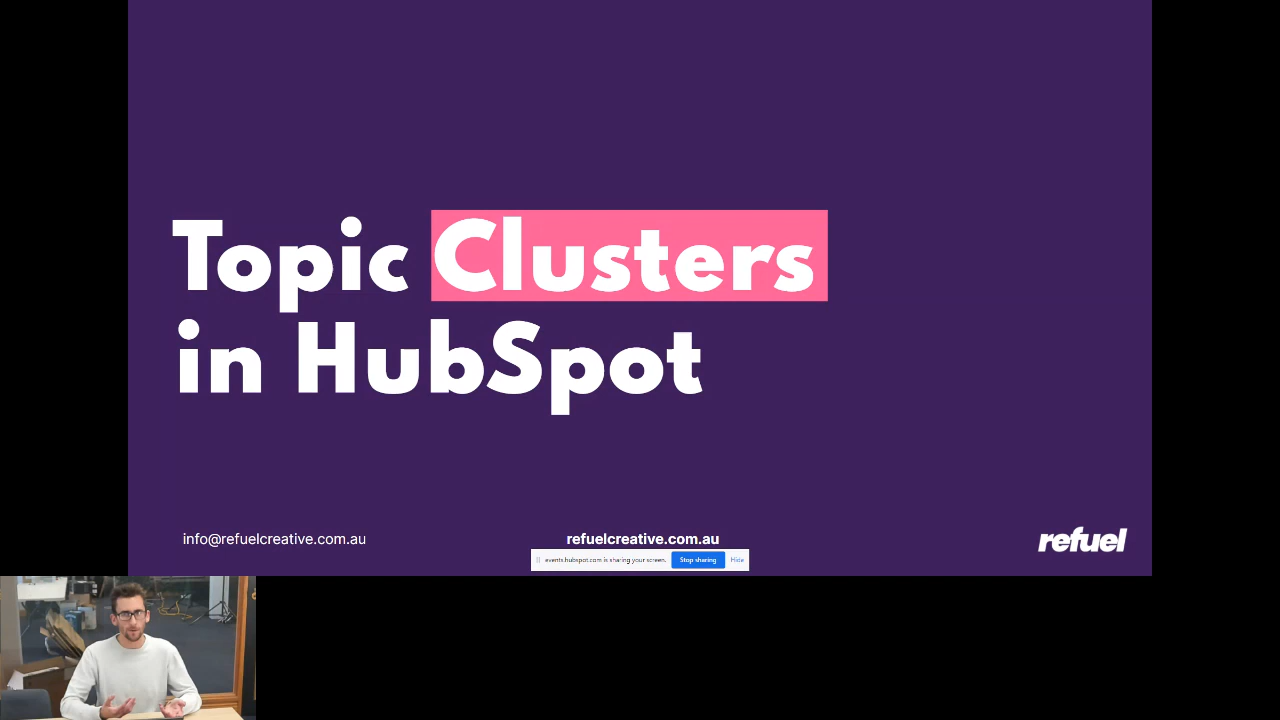 Topic Clusters
in HubSpot
info@refuelcreative.com.au
refuelcreative.com.au
refuel
events.hubspot.com is sharing your screen. Stop sharing Hide